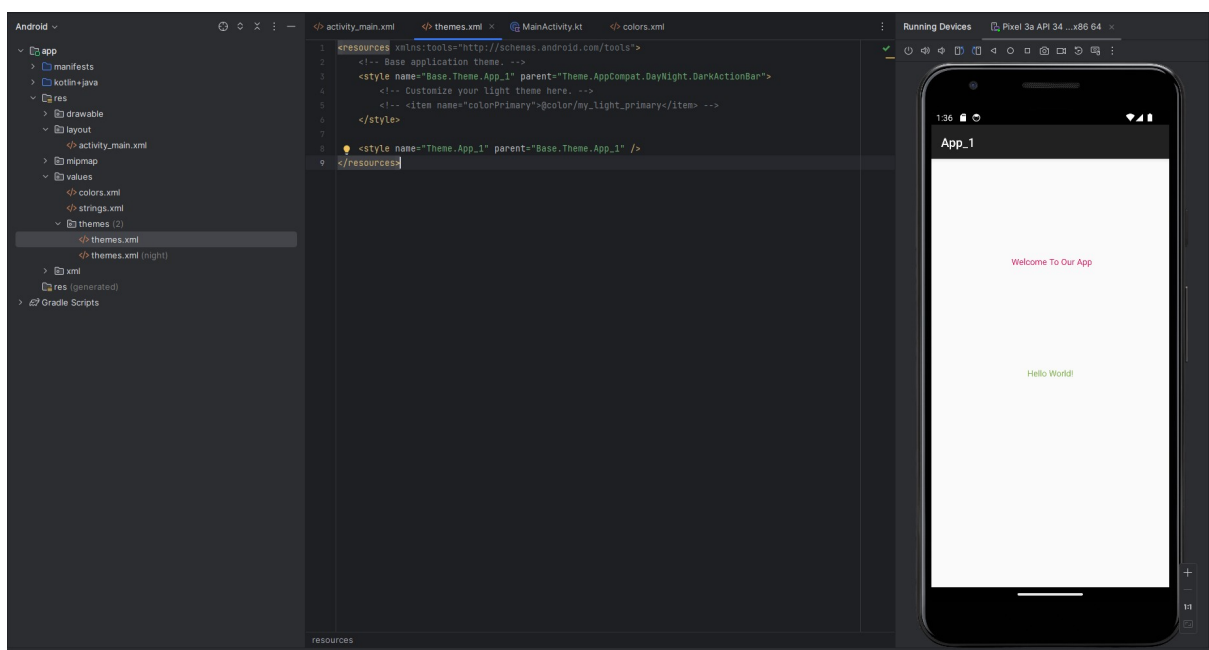 Android
app
manifests
kotlin+java
res
drawable
layout
activity_main.xml
mipmap
values
colors.xml
strings.xml
themes (2)
themes.xml
themes.xml (night)
xml
res (generated)
Gradle Scripts
activity_main.xml themes.xml MainActivity.kt colors.xml
1 <resources xmlns:tools="http://schemas.android.com/tools">
2 <!-- Base application theme. -->
3 <style name="Base.Theme.App_1" parent="Theme.AppCompat.DayNight.DarkActionBar">
4 <!-- Customize your light theme here. -->
5 <!-- <item name="colorPrimary">@color/my_light_primary</item> -->
6 </style>
7
8 <style name="Theme.App_1" parent="Base.Theme.App_1" />
9 </resources>
resources
Running Devices Pixel 3a API 34 ...x86 64
1:36
App_1
Welcome To Our App
Hello World!
1:1